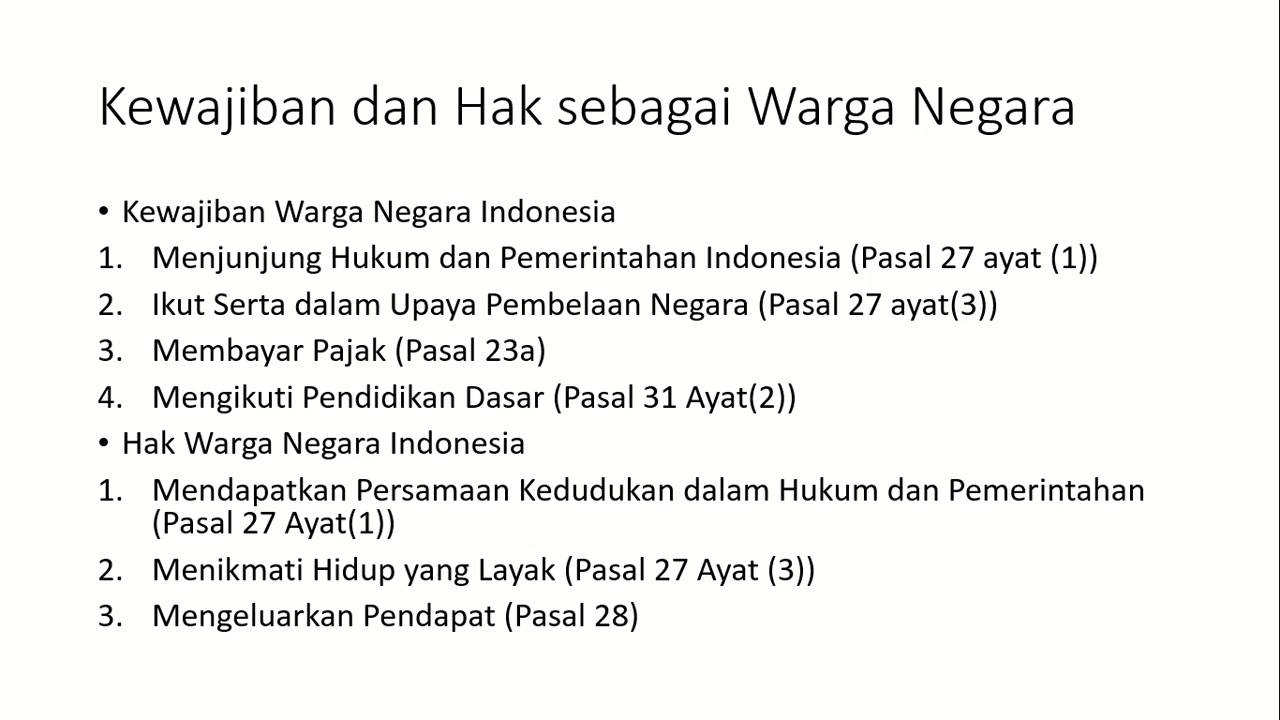 Kewajiban dan Hak sebagai Warga Negara
• Kewajiban Warga Negara Indonesia
1. Menjunjung Hukum dan Pemerintahan Indonesia (Pasal 27 ayat (1))
2. Ikut Serta dalam Upaya Pembelaan Negara (Pasal 27 ayat(3))
3. Membayar Pajak (Pasal 23a)
4. Mengikuti Pendidikan Dasar (Pasal 31 Ayat(2))
• Hak Warga Negara Indonesia
1. Mendapatkan Persamaan Kedudukan dalam Hukum dan Pemerintahan
(Pasal 27 Ayat(1))
2. Menikmati Hidup yang Layak (Pasal 27 Ayat (3))
3. Mengeluarkan Pendapat (Pasal 28)